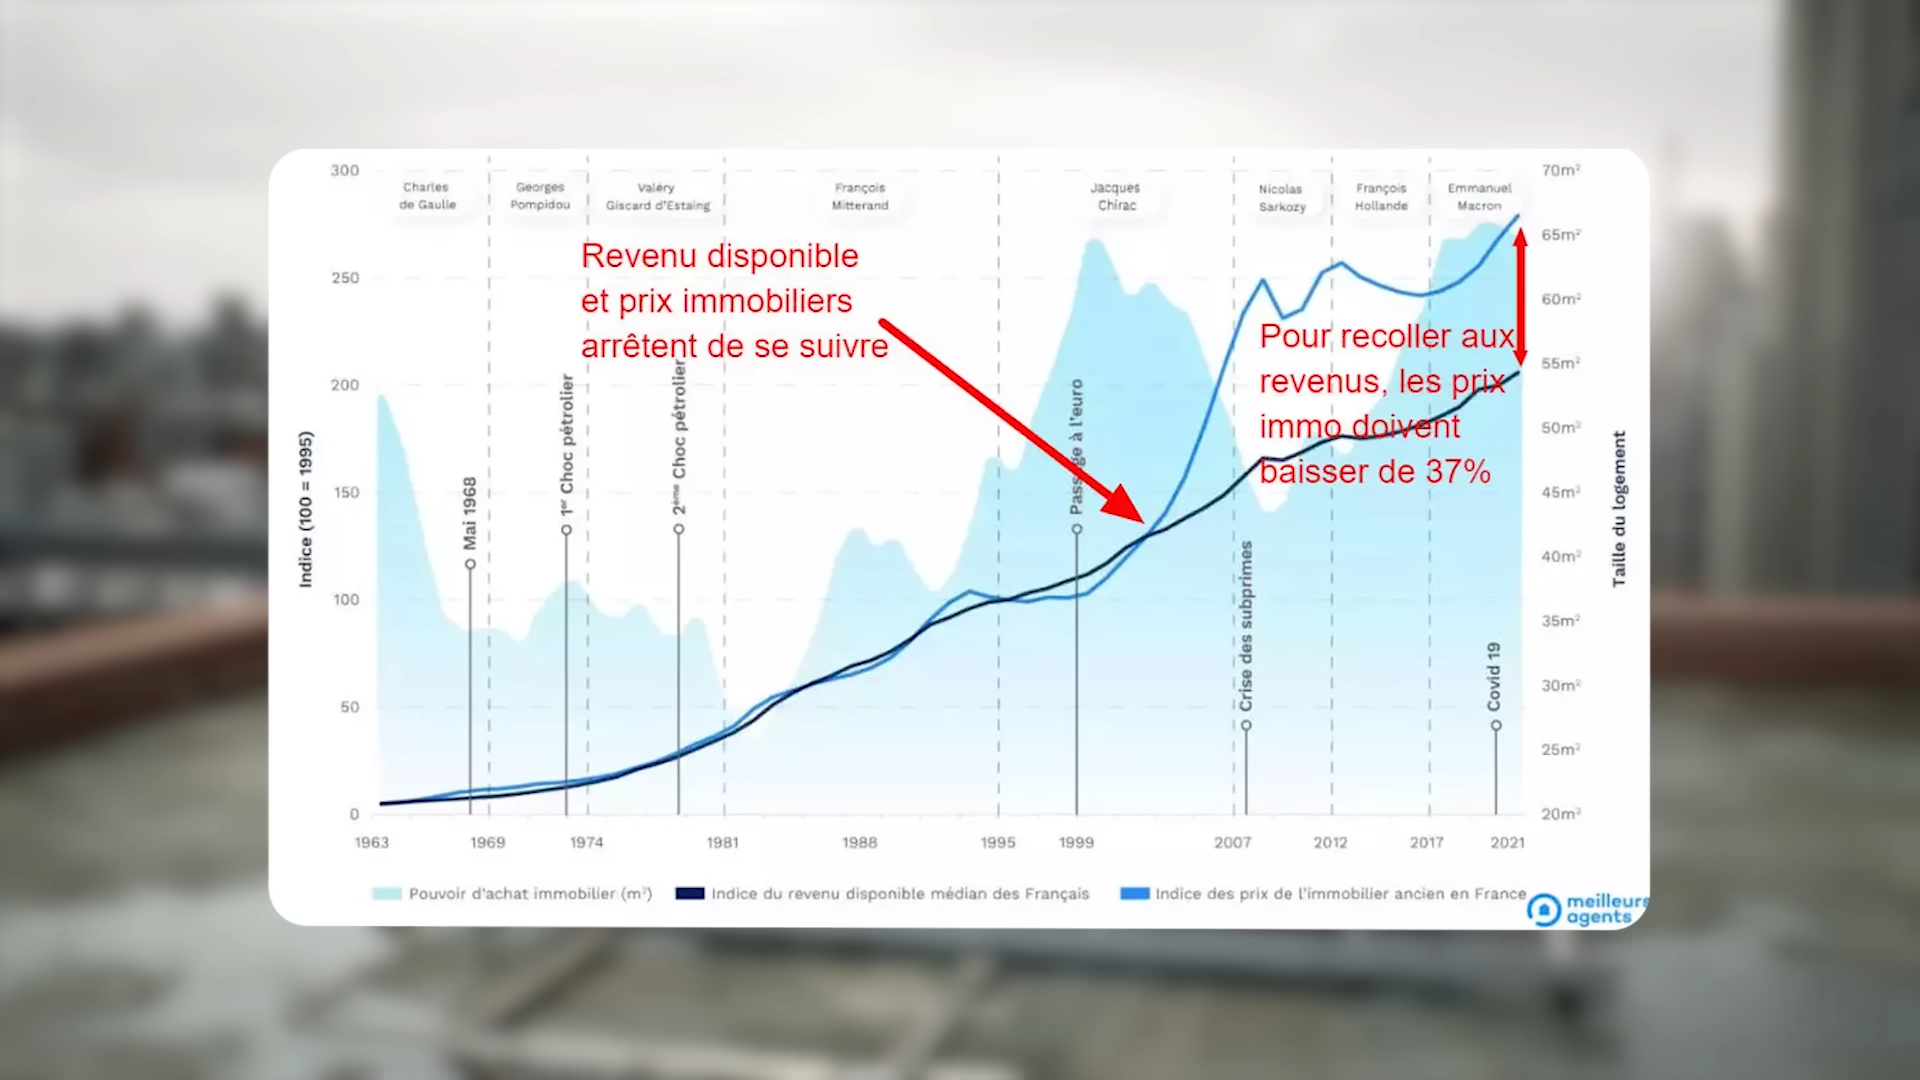 300
250
200
150
100
50
0
Indice (100 = 1995)
Charles
de Gaulle
Georges
Pompidou
Valéry
Giscard d'Estaing
François
Mitterand
Jacques
Chirac
Nicolas
Sarkozy
François
Hollande
Emmanuel
Macron
Revenu disponible
et prix immobiliers
arrêtent de se suivre
Pour recoller aux
revenus, les prix
immo doivent
baisser de 37%
Mai 1968
1er Choc pétrolier
2ème Choc pétrolier
Passage à l'euro
Crise des subprimes
Covid 19
70m²
65m²
60m²
55m²
50m²
45m²
40m²
35m²
30m²
25m²
20m²
Taille du logement
1963 1969 1974 1981 1988 1995 1999 2007 2012 2017 2021
Pouvoir d'achat immobilier (m²) Indice du revenu disponible médian des Français Indice des prix de l'immobilier ancien en France
meilleurs
agents